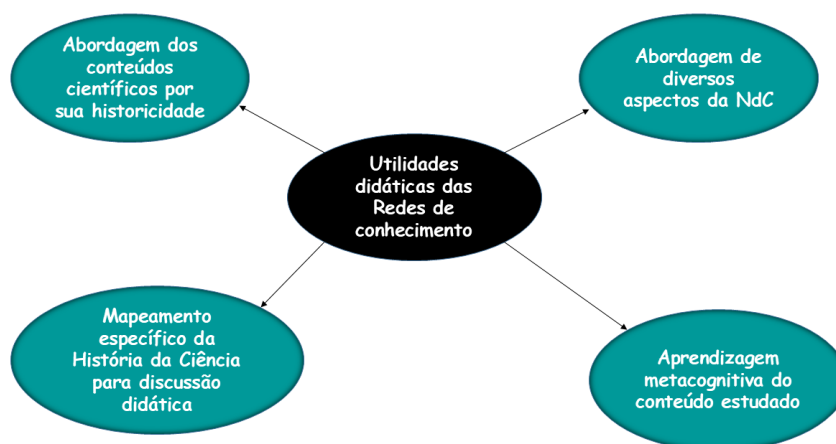 Abordagem dos
conteúdos
científicos por
sua historicidade
Abordagem de
diversos
aspectos da NdC
Utilidades
didáticas das
Redes de
conhecimento
Mapeamento
específico da
História da Ciência
para discussão
didática
Aprendizagem
metacognitiva do
conteúdo estudado